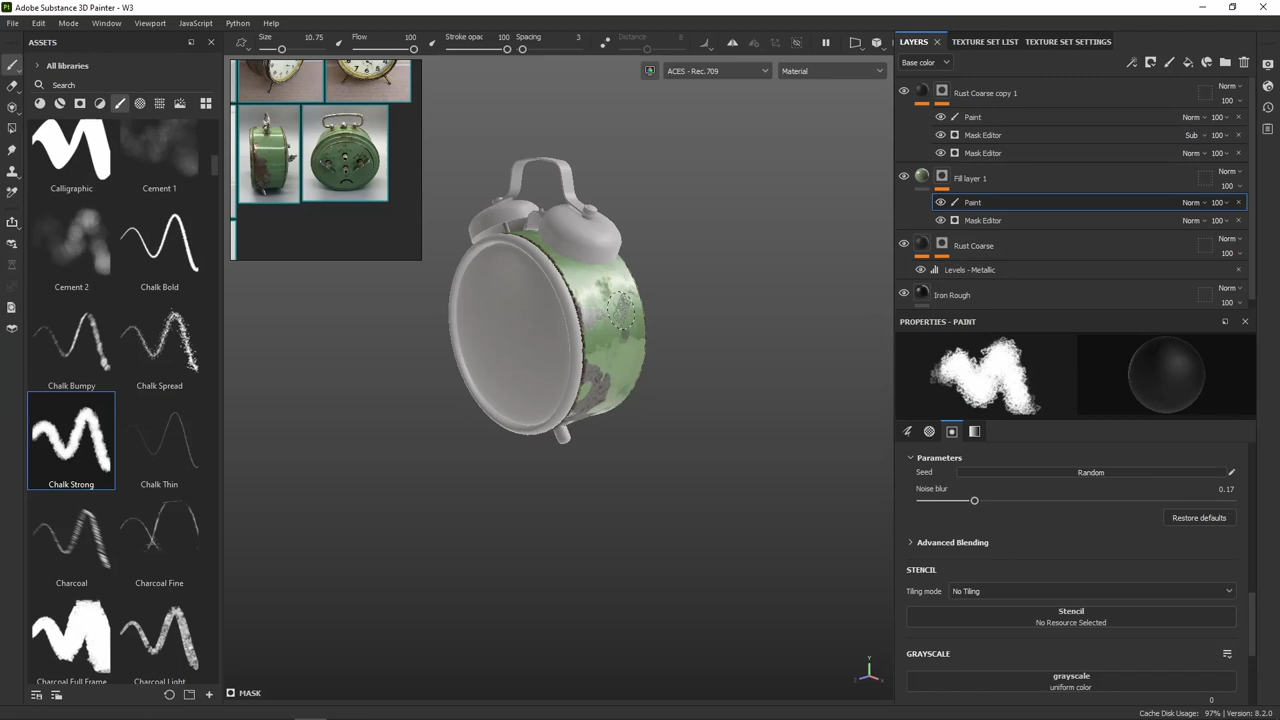 Adobe Substance 3D Painter - W3
File Edit Mode Window Viewport JavaScript Python Help
ASSETS
All libraries
Search
Calligraphic
Cement 1
Cement 2
Chalk Bold
Chalk Bumpy
Chalk Spread
Chalk Strong
Chalk Thin
Charcoal
Charcoal Fine
Charcoal Full Frame
Charcoal Light
Size 10.75
Flow 100
Stroke opac 100
Spacing 3
Distance 8
ACES - Rec.709
Material
MASK
Y
LAYERS
TEXTURE SET LIST
TEXTURE SET SETTINGS
Base color
Rust Coarse copy 1 Norm 100
Paint Norm 100
Mask Editor Sub 100
Mask Editor Norm 100
Fill layer 1 Norm 100
Paint Norm 100
Mask Editor Norm 100
Rust Coarse Norm 100
Levels - Metallic
Iron Rough Norm 100
PROPERTIES - PAINT
Parameters
Seed Random
Noise blur 0.17
Restore defaults
Advanced Blending
STENCIL
Tiling mode No Tiling
Stencil
No Resource Selected
GRAYSCALE
grayscale
uniform color
0
Cache Disk Usage: 97% | Version: 8.2.0